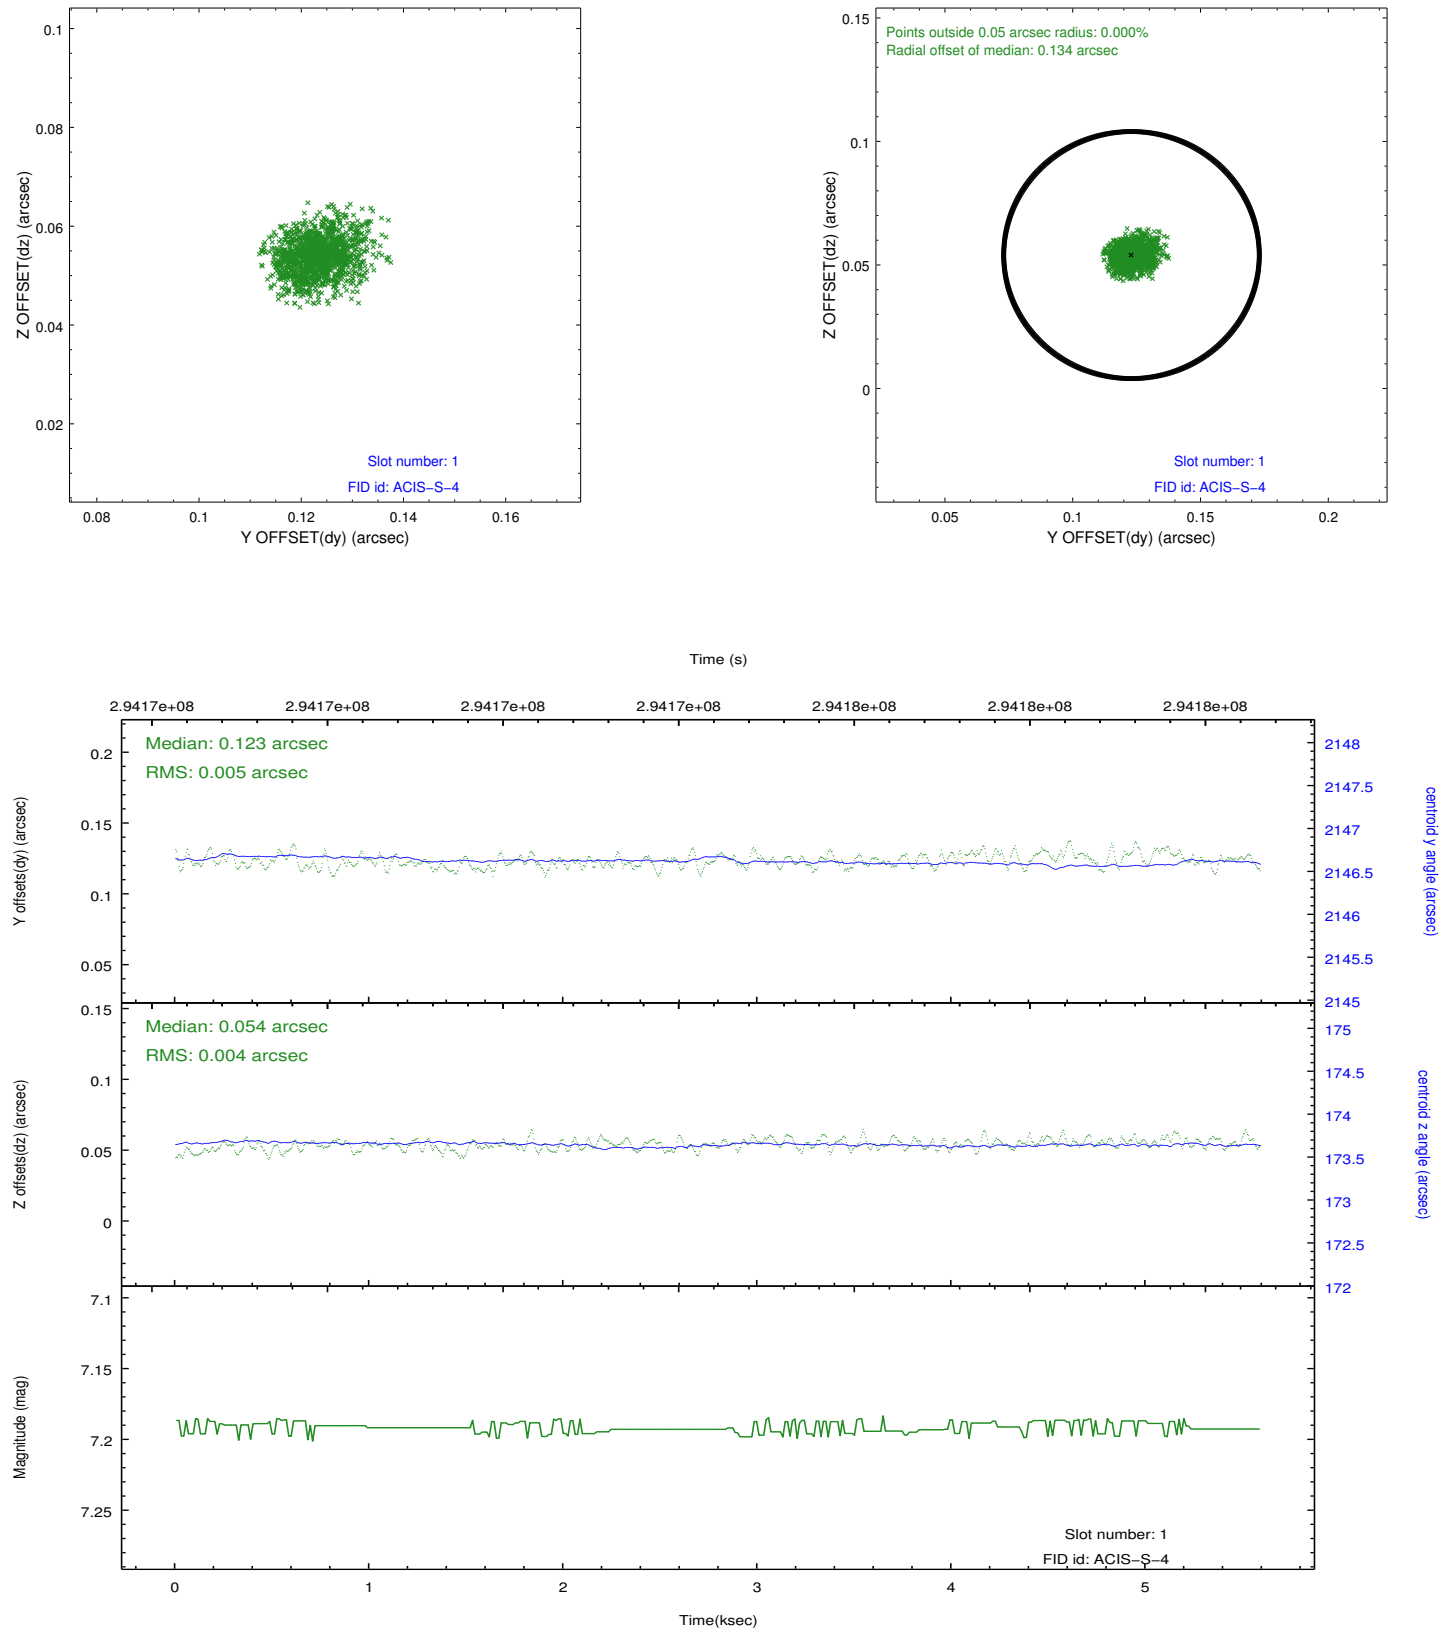 0.1
0.08
0.06
0.04
0.02
Z OFFSET(dz) (arcsec)
Slot number: 1
FID id: ACIS-S-4
0.08 0.1 0.12 0.14 0.16
Y OFFSET(dy) (arcsec)
0.15
0.1
0.05
0
Z OFFSET(dz) (arcsec)
Points outside 0.05 arcsec radius: 0.000%
Radial offset of median: 0.134 arcsec
Slot number: 1
FID id: ACIS-S-4
0.05 0.1 0.15 0.2
Y OFFSET(dy) (arcsec)
Time (s)
2.9417e+08 2.9417e+08 2.9417e+08 2.9417e+08 2.9418e+08 2.9418e+08 2.9418e+08
Median: 0.123 arcsec
RMS: 0.005 arcsec
0.2
0.15
0.1
0.05
Y offsets(dy) (arcsec)
2148
2147.5
2147
2146.5
2146
2145.5
2145
centroid y angle (arcsec)
Median: 0.054 arcsec
RMS: 0.004 arcsec
0.15
0.1
0.05
0
Z offsets(dz) (arcsec)
175
174.5
174
173.5
173
172.5
172
centroid z angle (arcsec)
7.1
7.15
7.2
7.25
Magnitude (mag)
Slot number: 1
FID id: ACIS-S-4
0 1 2 3 4 5
Time(ksec)